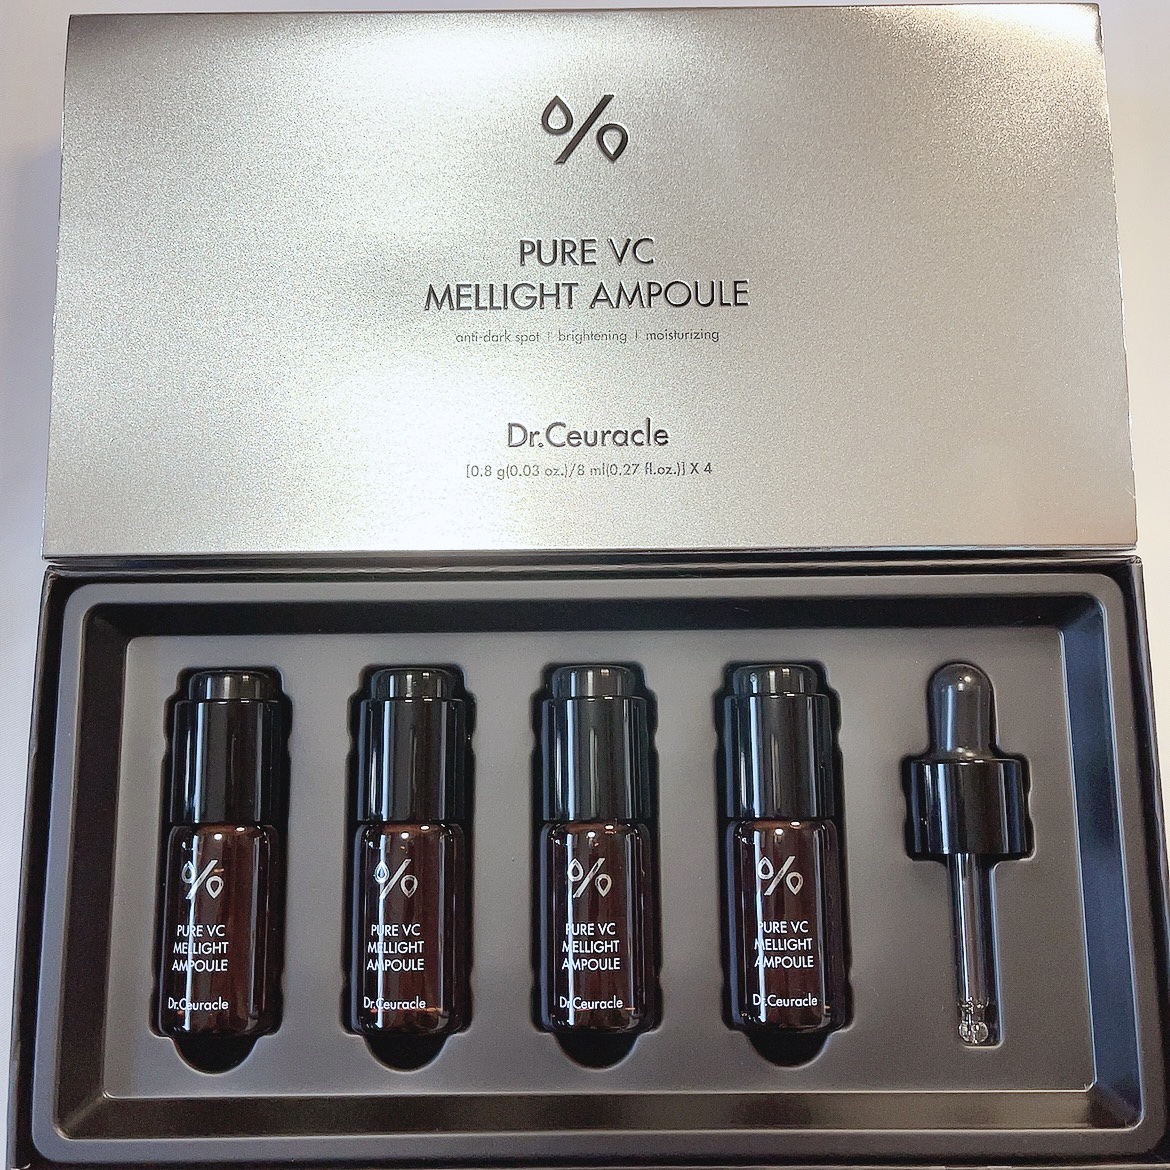 PURE VC
MELLIGHT AMPOULE
anti-dark spot | brightening | moisturizing
Dr.Ceuracle
[0.8 g(0.03 oz.)/8 ml(0.27 fl.oz.)] X 4
PURE VC
MELLIGHT
AMPOULE
Dr.Ceuracle
PURE VC
MELLIGHT
AMPOULE
Dr.Ceuracle
PURE VC
MELLIGHT
AMPOULE
Dr.Ceuracle
PURE VC
MELLIGHT
AMPOULE
Dr.Ceuracle